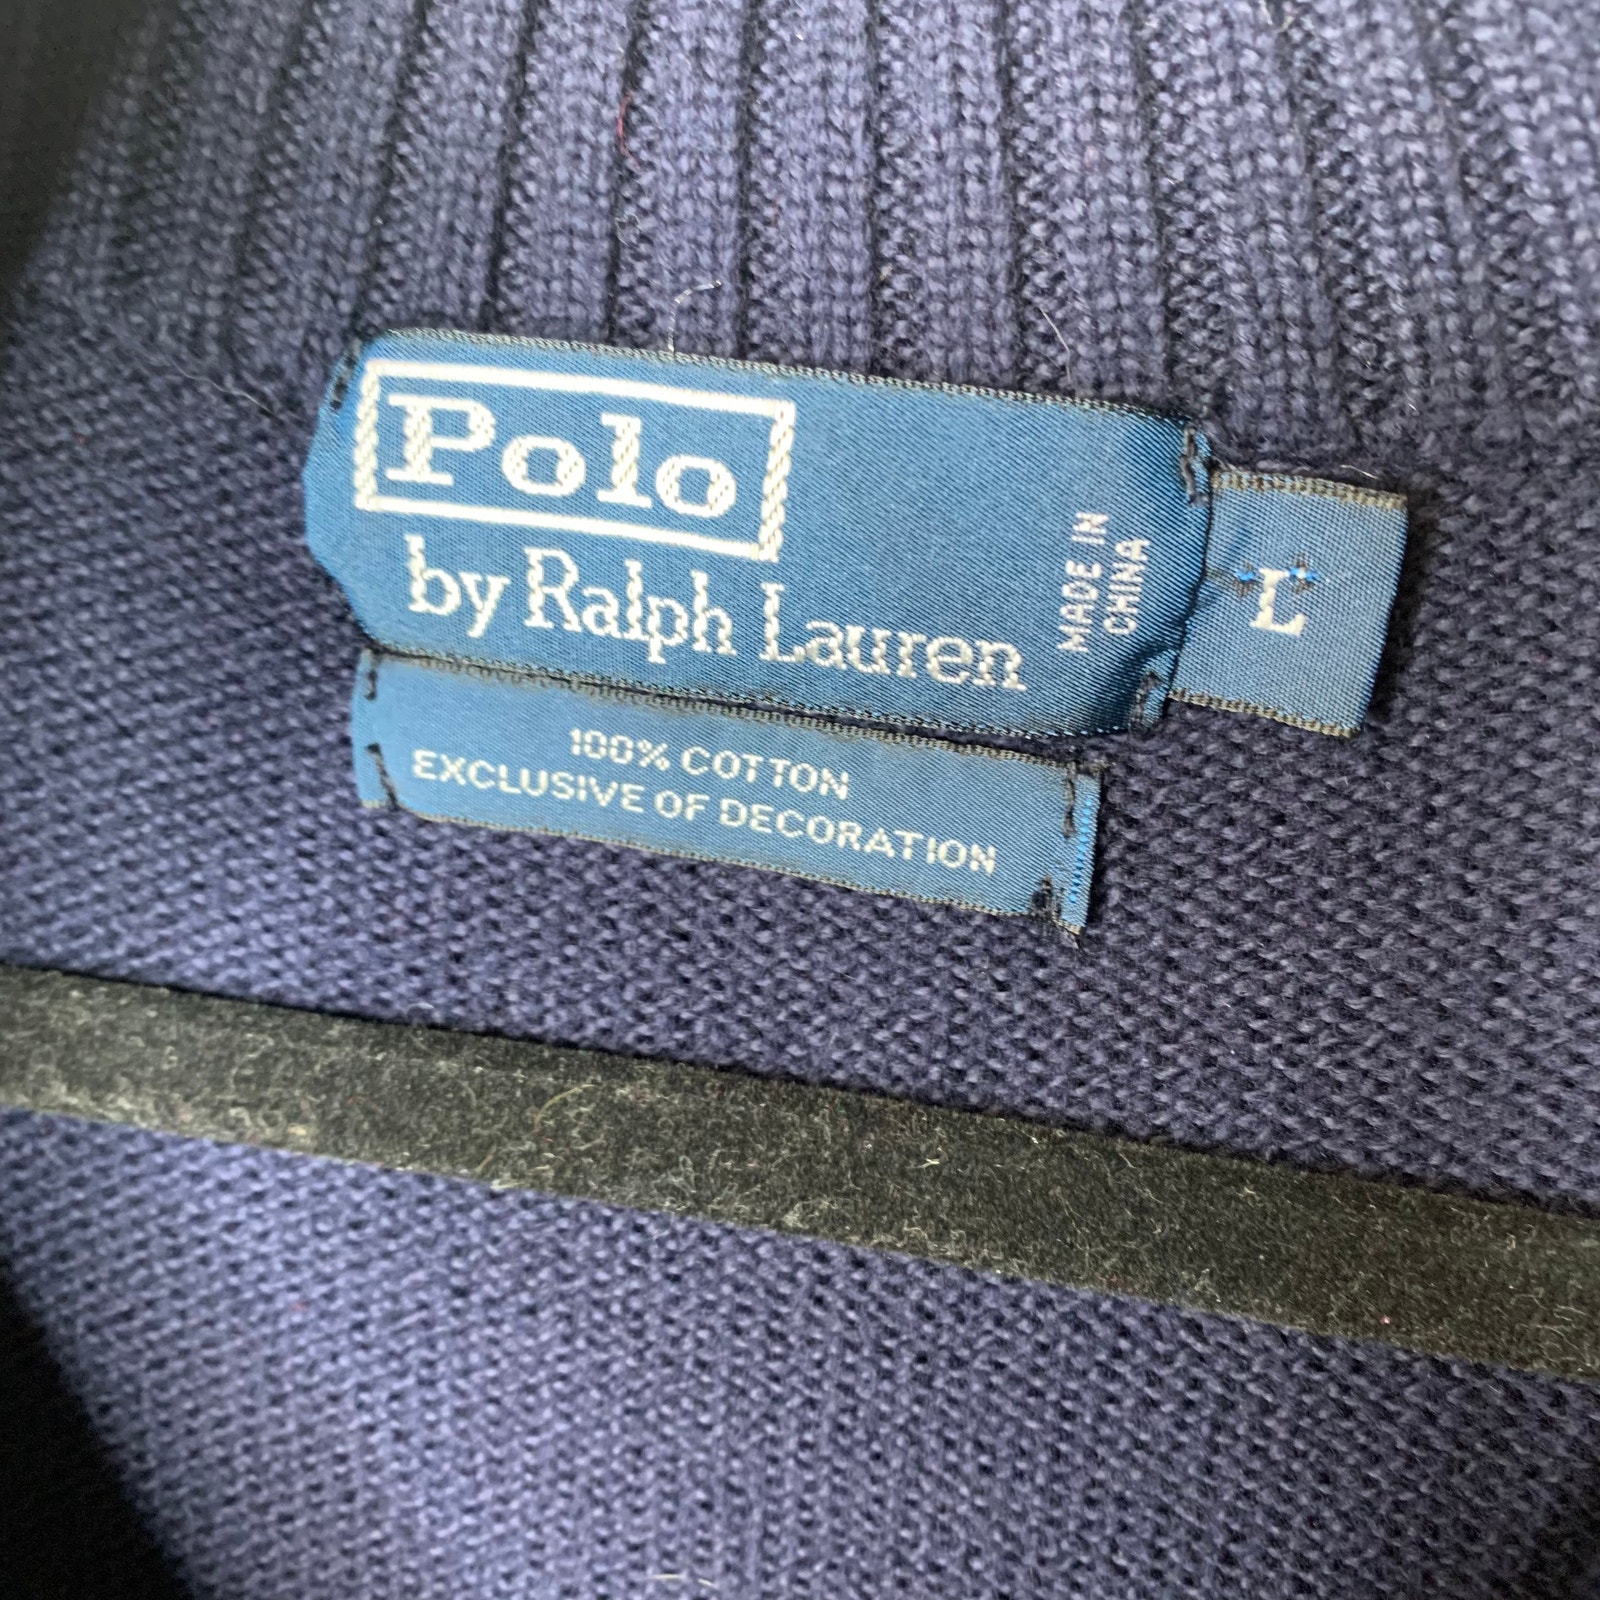 Polo
by Ralph Lauren
MADE IN
CHINA
L
100% COTTON
EXCLUSIVE OF DECORATION